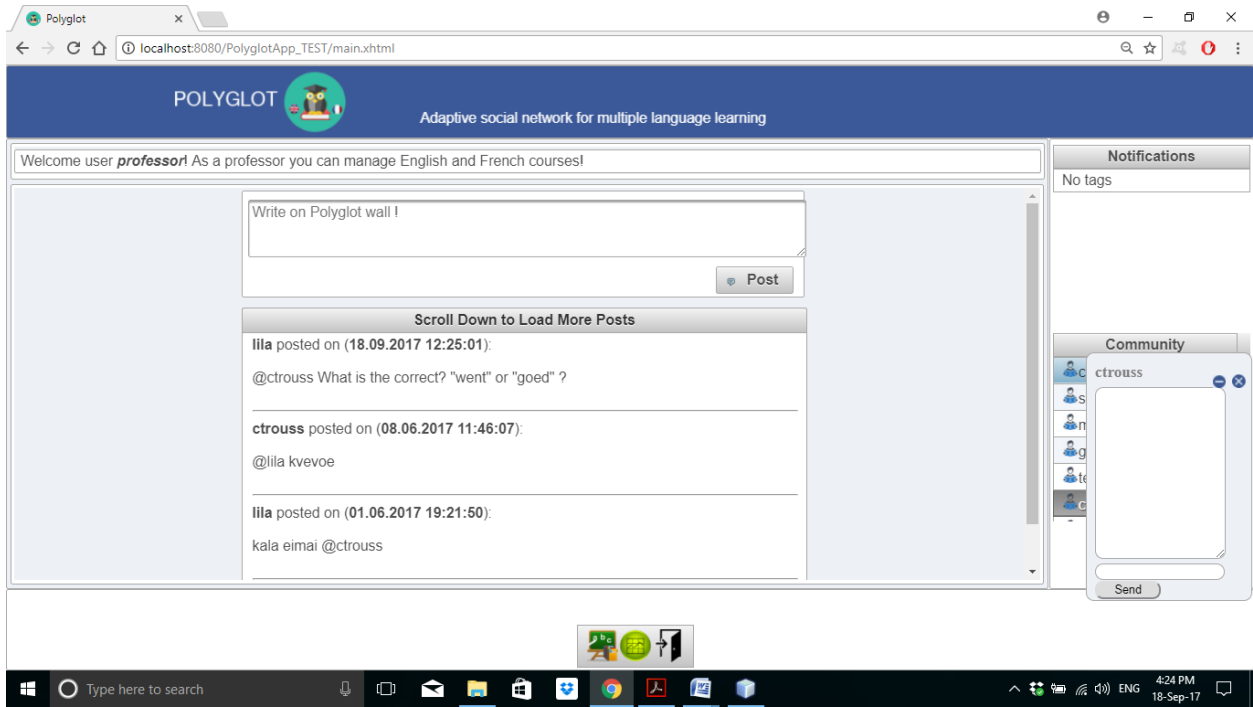 Polyglot
localhost:8080/PolyglotApp_TEST/main.xhtml
POLYGLOT
Adaptive social network for multiple language learning
Welcome user professor! As a professor you can manage English and French courses!
Write on Polyglot wall !
Post
Scroll Down to Load More Posts
lila posted on (18.09.2017 12:25:01):
@ctrouss What is the correct? "went" or "goed" ?
ctrouss posted on (08.06.2017 11:46:07):
@lila kvevoe
lila posted on (01.06.2017 19:21:50):
kala eimai @ctrouss
Notifications
No tags
Community
ctrouss
Send
Type here to search
ENG
4:24 PM
18-Sep-17